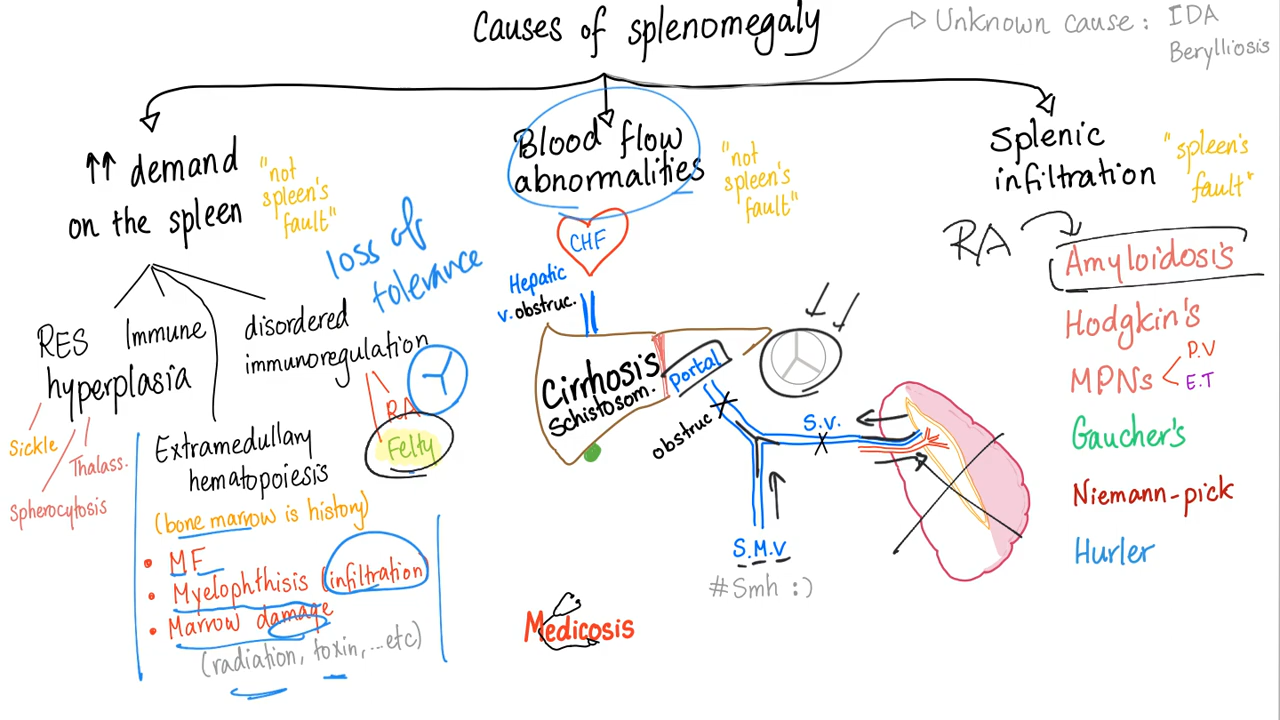 Causes of splenomegaly
Unknown cause: IDA
Berylliosis
↑↑ demand
on the spleen
"not
spleen's
fault"
RES Immune
hyperplasia
Sickle
Thalass.
Spherocytosis
disordered
immunoregulation
loss of
tolerance
RA
Felty
Extramedullary
hematopoiesis
(bone marrow is history)
• MF
• Myelophthisis (infiltration)
• Marrow damage
(radiation, toxin, ...etc)
Blood flow
abnormalities
"not
spleen's
fault"
CHF
Hepatic
v. obstruc.
Cirrhosis
Schistosom.
portal
obstruc
S.v.
S.M.V
#Smh :)
Medicosis
Splenic
infiltration
"spleen's
fault"
RA
Amyloidosis
Hodgkin's
MPNs
P.V
E.T
Gaucher's
Niemann-pick
Hurler